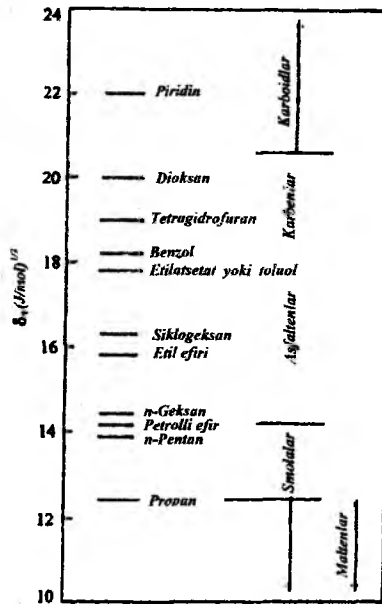 24
22
20
18
16
14
12
10
δᵥ(J/mol)¹/²
Piridin
Dioksan
Tetragidrofuran
Benzol
Etilatsetat yoki toluol
Siklogeksan
Etil efiri
n-Geksan
Petrolli efir
n-Pentan
Propan
Karboidlar
Karbenlar
Asfaltenlar
Smolalar
Maltenlar